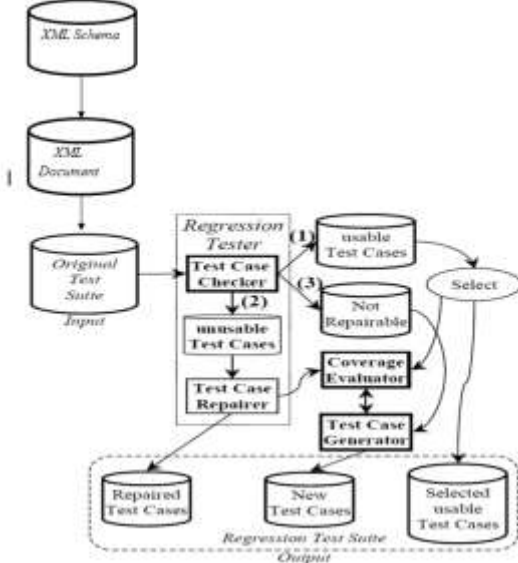 XML Schema
XML
Document
Original
Test
Suite
Input
Regression
Tester
Test Case
Checker
(1)
(2)
(3)
usable
Test Cases
Not
Repairable
Select
unusable
Test Cases
Test Case
Repairer
Coverage
Evaluator
Test Case
Generator
Repaired
Test Cases
New
Test Cases
Selected
usable
Test Cases
Regression Test Suite
Output